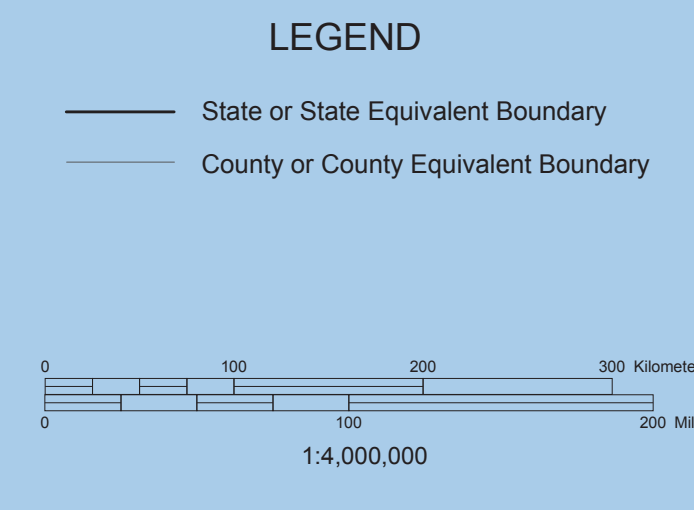 LEGEND
State or State Equivalent Boundary
County or County Equivalent Boundary
0 100 200 300 Kilomete
0 100 200 Mil
1:4,000,000